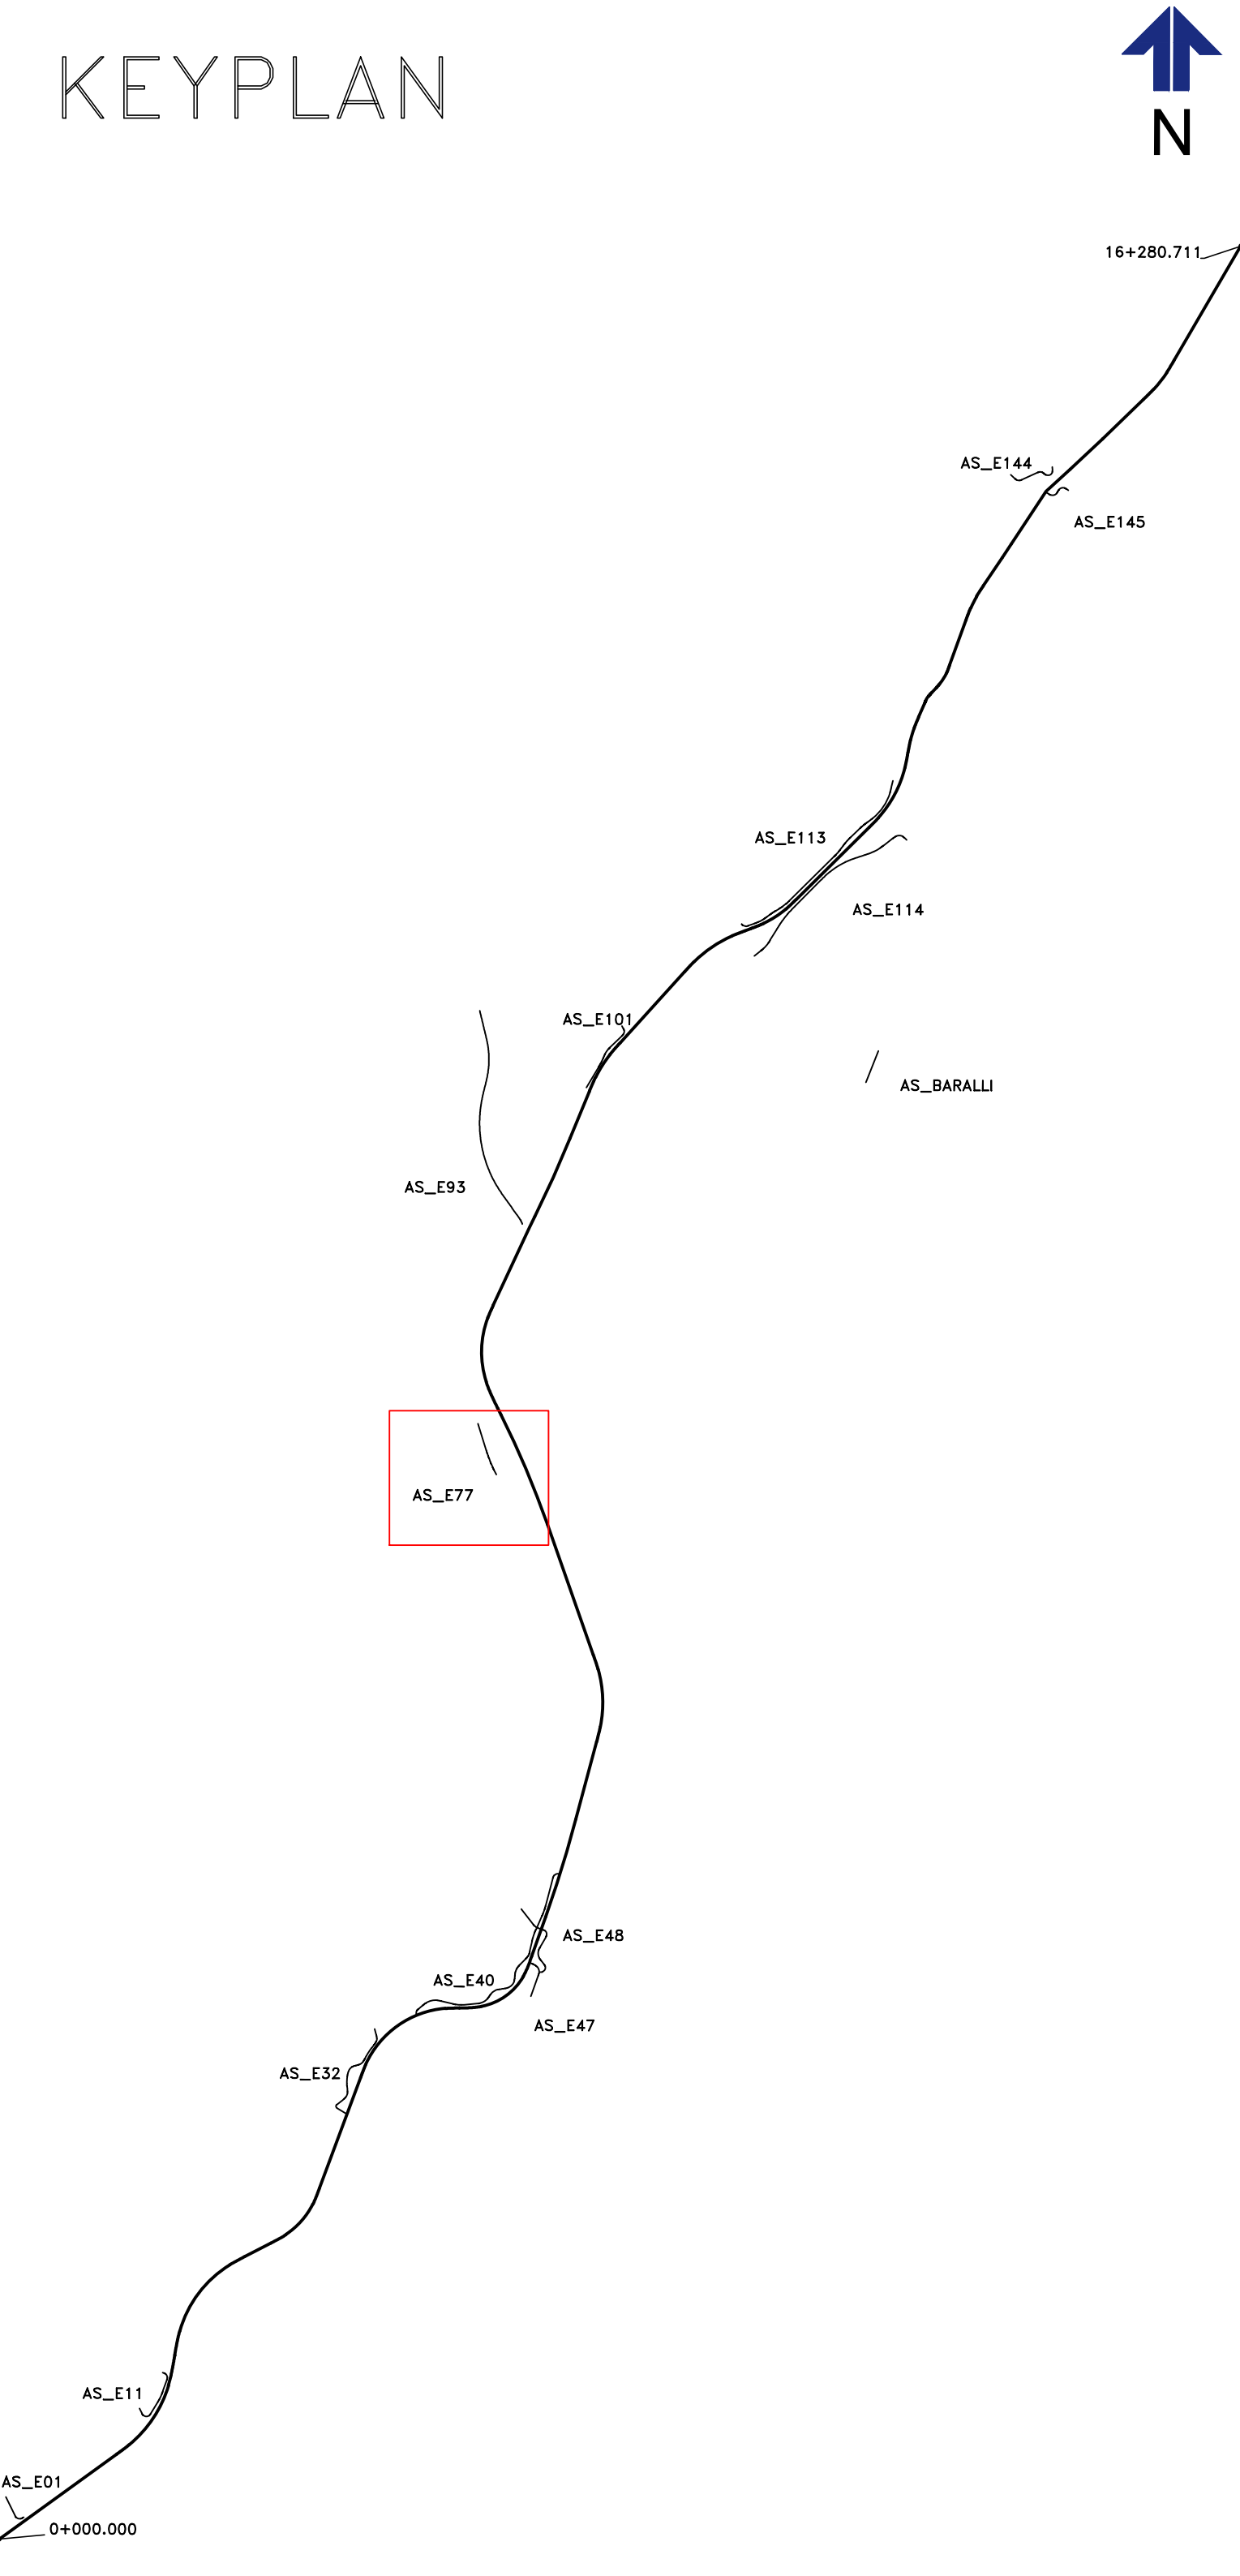 KEYPLAN
N
16+280.711
AS_E144
AS_E145
AS_E113
AS_E114
AS_E101
AS_BARALLI
AS_E93
AS_E77
AS_E48
AS_E40
AS_E47
AS_E32
AS_E11
AS_E01
0+000.000